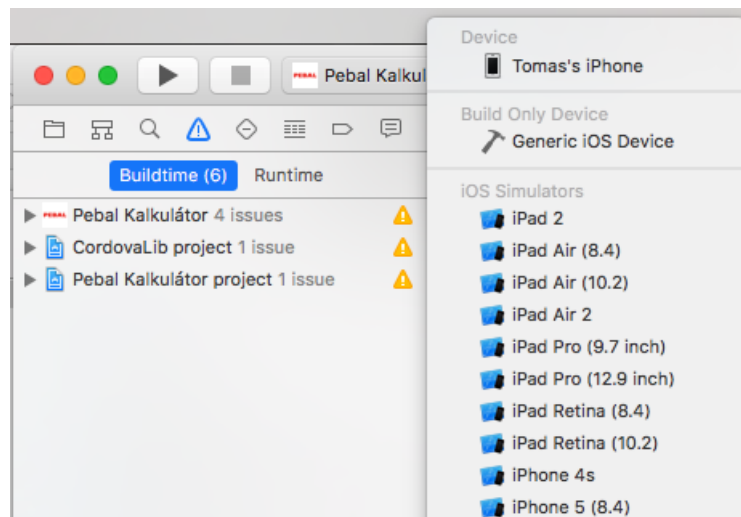 Pebal Kalkul
Buildtime (6) Runtime
PEBAL Pebal Kalkulátor 4 issues
CordovaLib project 1 issue
Pebal Kalkulátor project 1 issue
Device
Tomas's iPhone
Build Only Device
Generic iOS Device
iOS Simulators
iPad 2
iPad Air (8.4)
iPad Air (10.2)
iPad Air 2
iPad Pro (9.7 inch)
iPad Pro (12.9 inch)
iPad Retina (8.4)
iPad Retina (10.2)
iPhone 4s
iPhone 5 (8.4)